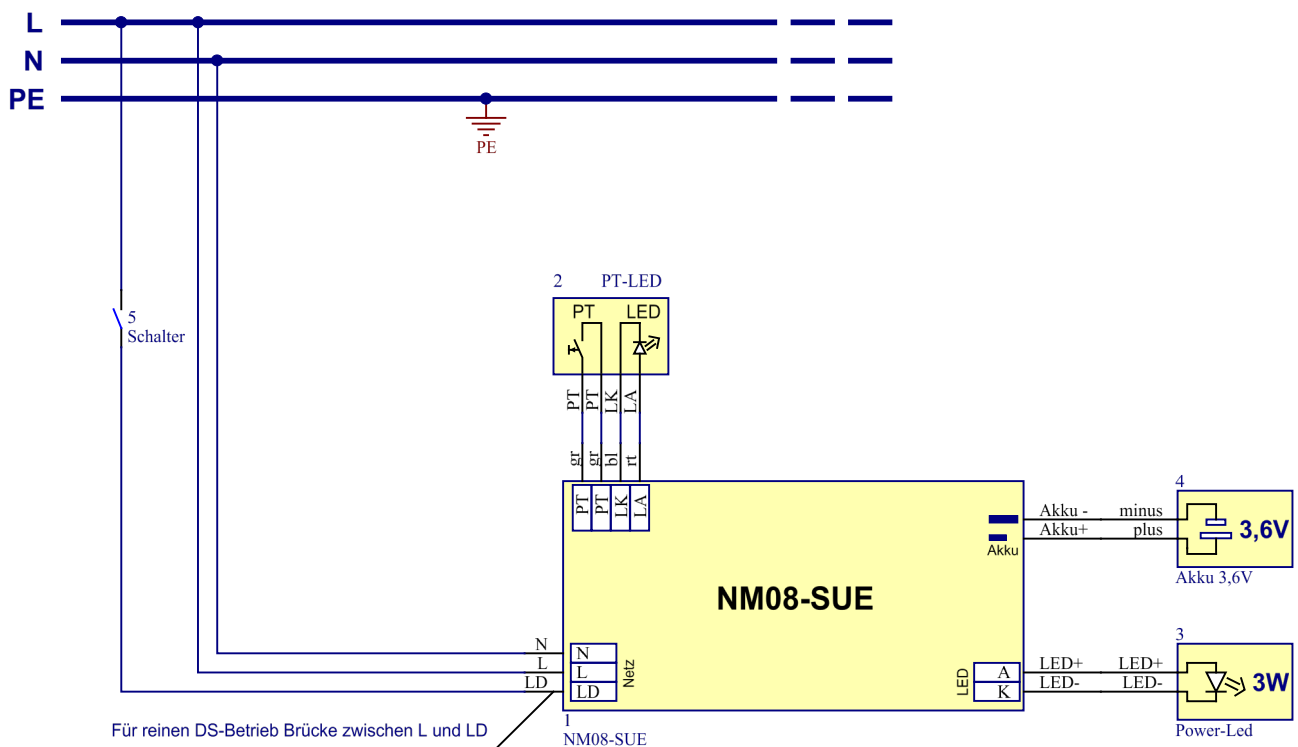 L
N
PE
PE
5
Schalter
2 PT-LED
PT LED
PT PT LK LA
gr gr bl rt
PT PT LK LA
NM08-SUE
Akku - minus
Akku+ plus
Akku
4
3,6V
Akku 3,6V
N
L
LD
N
L
LD
Netz
LED
A
K
LED+ LED+
LED- LED-
3
3W
Power-Led
1
NM08-SUE
Für reinen DS-Betrieb Brücke zwischen L und LD